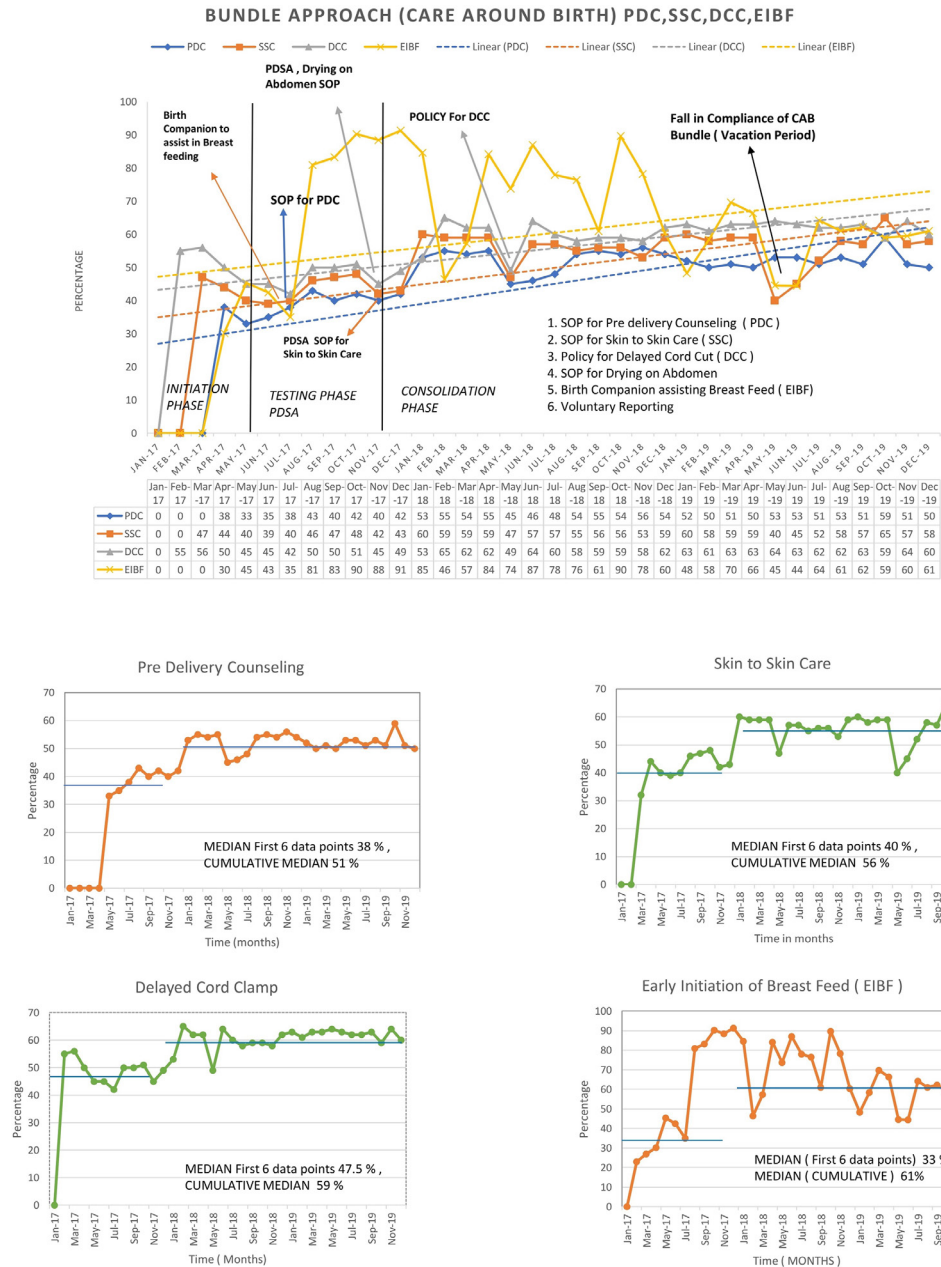 BUNDLE APPROACH (CARE AROUND BIRTH) PDC,SSC,DCC,EIBF
PDC SSC DCC EIBF Linear (PDC) Linear (SSC) Linear (DCC) Linear (EIBF)
PDSA , Drying on
Abdomen SOP
Birth
Companion to
assist in Breast
feeding
POLICY For DCC
Fall in Compliance of CAB
Bundle ( Vacation Period)
SOP for PDC
PDSA SOP for
Skin to Skin Care
INITIATION
PHASE
TESTING PHASE
PDSA
CONSOLIDATION
PHASE
1. SOP for Pre delivery Counseling ( PDC )
2. SOP for Skin to Skin Care ( SSC)
3. Policy for Delayed Cord Cut ( DCC )
4. SOP for Drying on Abdomen
5. Birth Companion assisting Breast Feed ( EIBF)
6. Voluntary Reporting
PERCENTAGE
100
90
80
70
60
50
40
30
20
10
0
JAN-17 FEB-17 MAR-17 APR-17 MAY-17 JUN-17 JUL-17 AUG-17 SEP-17 OCT-17 NOV-17 DEC-17 JAN-18 FEB-18 MAR-18 APR-18 MAY-18 JUN-18 JUL-18 AUG-18 SEP-18 OCT-18 NOV-18 DEC-18 JAN-19 FEB-19 MAR-19 APR-19 MAY-19 JUN-19 JUL-19 AUG-19 SEP-19 OCT-19 NOV-19 DEC-19
Jan- Feb- Mar Apr- May- Jun- Jul- Aug Sep- Oct- Nov Dec Jan- Feb- Mar Apr- May Jun- Jul- Aug Sep- Oct- Nov Dec Jan- Feb- Mar Apr- May Jun- Jul- Aug Sep- Oct- Nov Dec
17 17 -17 17 17 17 17 -17 17 17 -17 -17 18 18 -18 18 -18 18 18 -18 18 18 -18 -18 19 19 -19 19 -19 19 19 -19 19 19 -19 -19
PDC 0 0 0 38 33 35 38 43 40 42 40 42 53 55 54 55 45 46 48 54 55 54 56 54 52 50 51 50 53 53 51 53 51 59 51 50
SSC 0 0 47 44 40 39 40 46 47 48 42 43 60 59 59 59 47 57 57 55 56 56 53 59 60 58 59 59 40 45 52 58 57 65 57 58
DCC 0 55 56 50 45 45 42 50 50 51 45 49 53 65 62 62 49 64 60 58 59 59 58 62 63 61 63 63 64 63 62 62 63 59 64 60
EIBF 0 0 0 30 45 43 35 81 83 90 88 91 85 46 57 84 74 87 78 76 61 90 78 60 48 58 70 66 45 44 64 61 62 59 60 61
Pre Delivery Counseling
Percentage
70
60
50
40
30
20
10
0
MEDIAN First 6 data points 38 % ,
CUMULATIVE MEDIAN 51 %
Jan-17 Mar-17 May-17 Jul-17 Sep-17 Nov-17 Jan-18 Mar-18 May-18 Jul-18 Sep-18 Nov-18 Jan-19 Mar-19 May-19 Jul-19 Sep-19 Nov-19
Time (months)
Skin to Skin Care
Percentage
70
60
50
40
30
20
10
0
MEDIAN First 6 data points 40 % ,
CUMULATIVE MEDIAN 56 %
Jan-17 Mar-17 May-17 Jul-17 Sep-17 Nov-17 Jan-18 Mar-18 May-18 Jul-18 Sep-18 Nov-18 Jan-19 Mar-19 May-19 Jul-19 Sep-19
Time in months
Delayed Cord Clamp
Percentage
70
60
50
40
30
20
10
0
MEDIAN First 6 data points 47.5 % ,
CUMULATIVE MEDIAN 59 %
Jan-17 Mar-17 May-17 Jul-17 Sep-17 Nov-17 Jan-18 Mar-18 May-18 Jul-18 Sep-18 Nov-18 Jan-19 Mar-19 May-19 Jul-19 Sep-19 Nov-19
Time ( Months)
Early Initiation of Breast Feed ( EIBF )
Percentage
100
90
80
70
60
50
40
30
20
10
0
MEDIAN ( First 6 data points) 33
MEDIAN ( CUMULATIVE ) 61%
Jan-17 Mar-17 May-17 Jul-17 Sep-17 Nov-17 Jan-18 Mar-18 May-18 Jul-18 Sep-18 Nov-18 Jan-19 Mar-19 May-19 Jul-19 Sep-19
Time ( MONTHS )